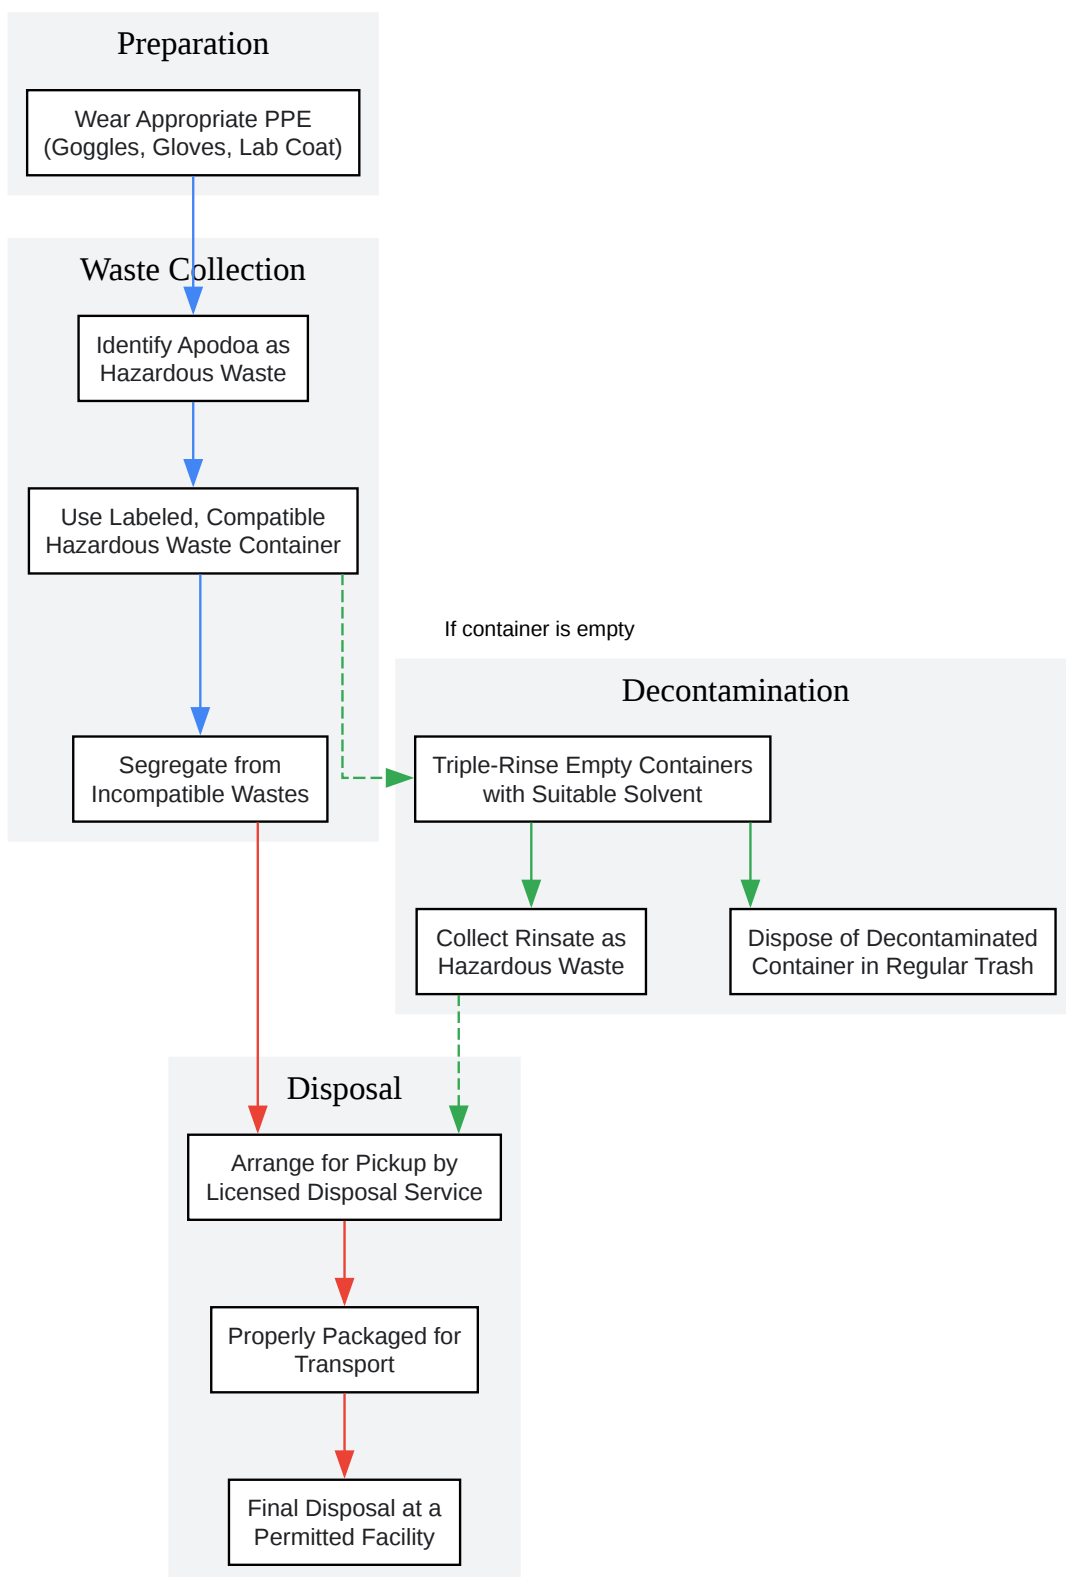 Preparation
Wear Appropriate PPE
(Goggles, Gloves, Lab Coat)
Waste Collection
Identify Apodoa as
Hazardous Waste
Use Labeled, Compatible
Hazardous Waste Container
If container is empty
Segregate from
Incompatible Wastes
Decontamination
Triple-Rinse Empty Containers
with Suitable Solvent
Collect Rinsate as
Hazardous Waste
Dispose of Decontaminated
Container in Regular Trash
Disposal
Arrange for Pickup by
Licensed Disposal Service
Properly Packaged for
Transport
Final Disposal at a
Permitted Facility